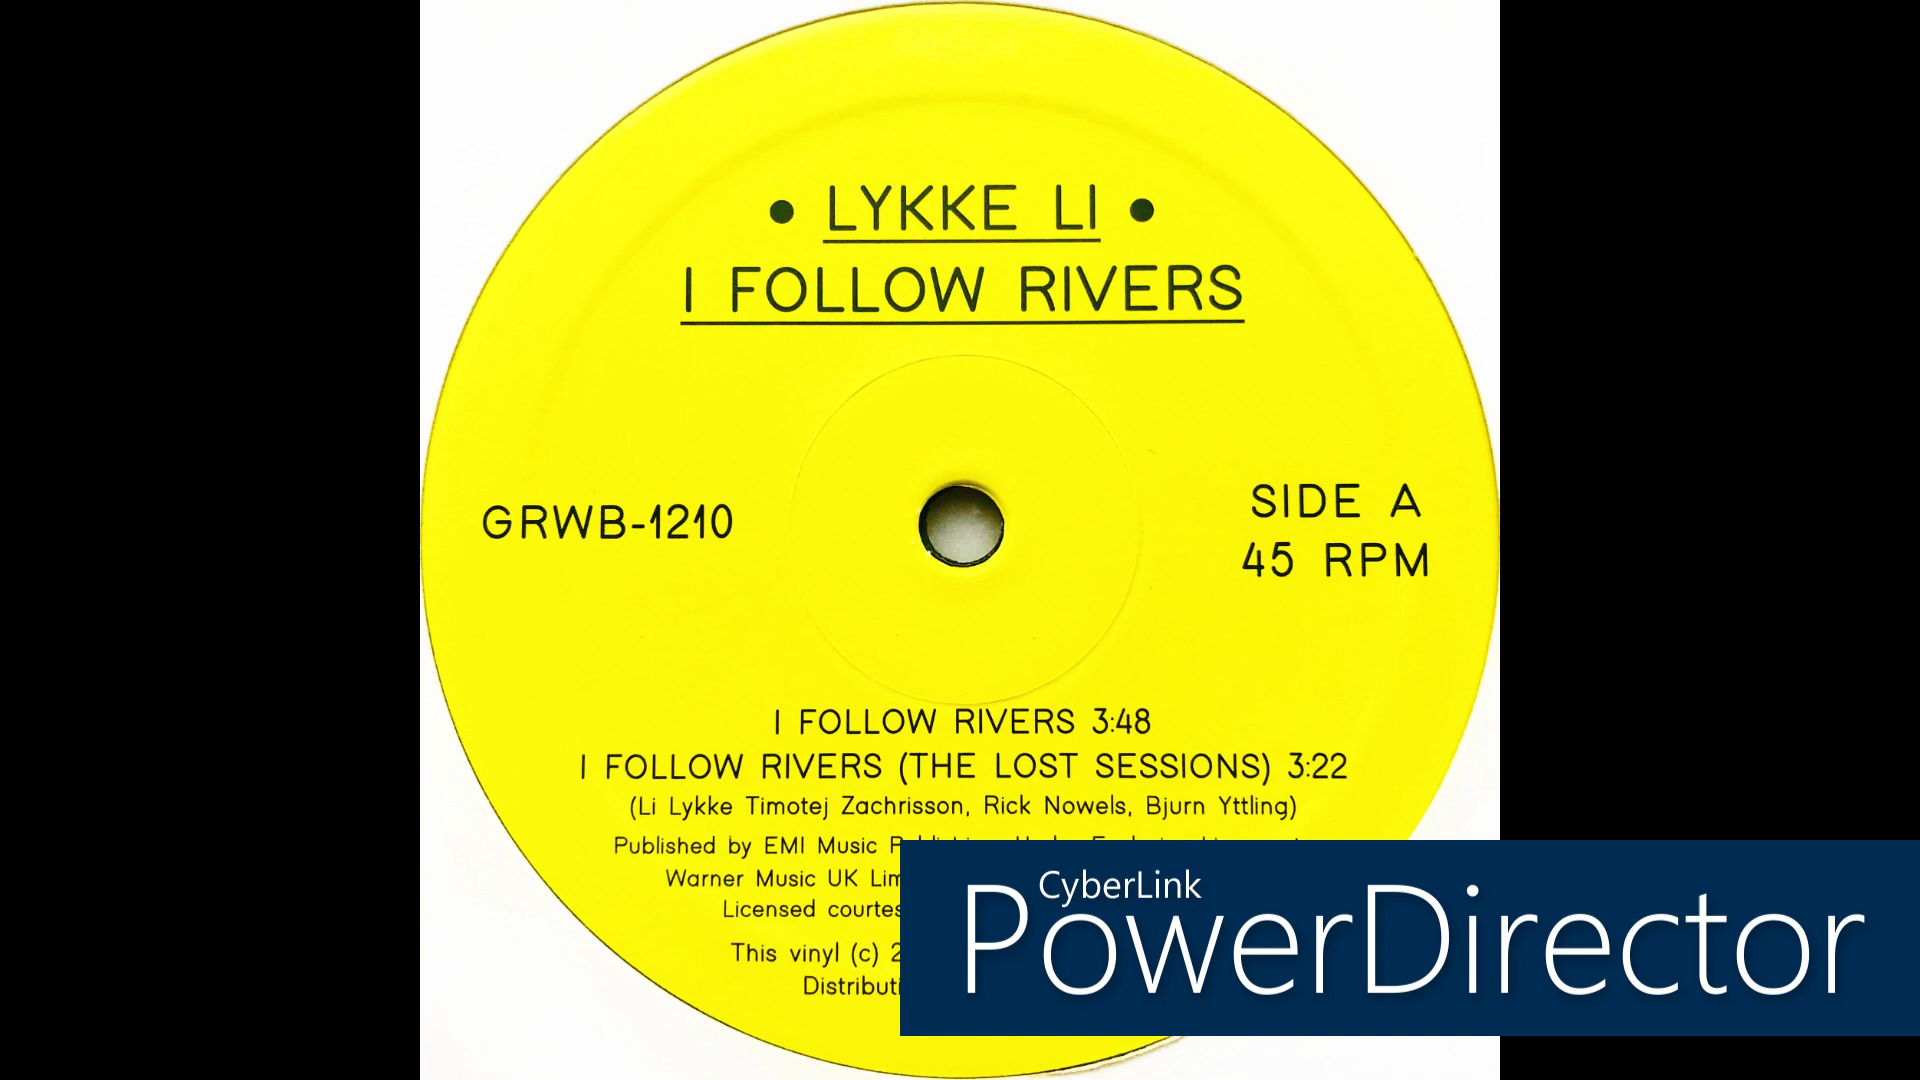 • LYKKE LI •
I FOLLOW RIVERS
GRWB-1210
SIDE A
45 RPM
I FOLLOW RIVERS 3:48
I FOLLOW RIVERS (THE LOST SESSIONS) 3:22
(Li Lykke Timotej Zachrisson, Rick Nowels, Bjurn Yttling)
Published by EMI Music
Warner Music UK
Licensed
This vinyl (c)
CyberLink
PowerDirector